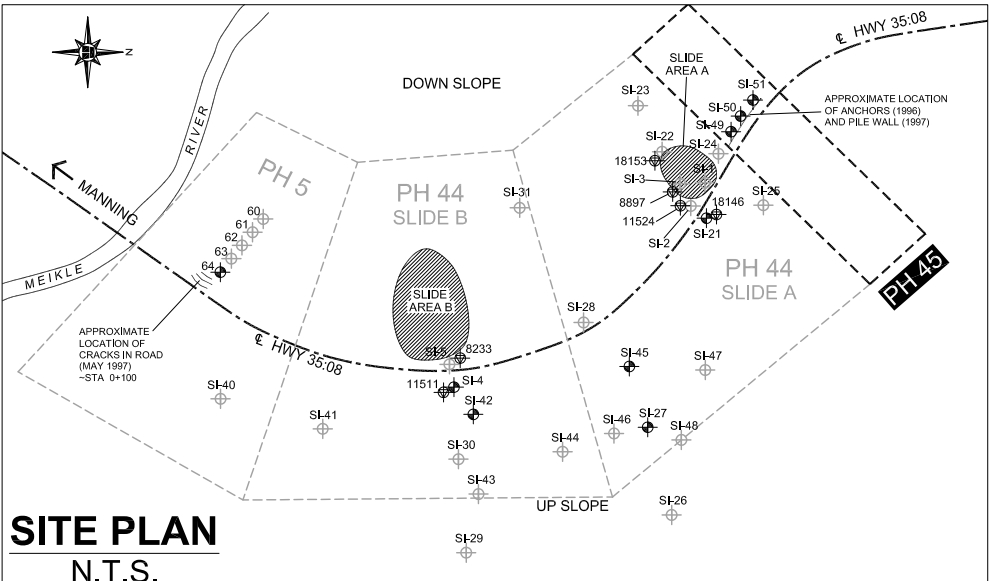 ℄ HWY 35:08
SLIDE
AREA A
DOWN SLOPE
N
SI-51
SI-23
SI-50
APPROXIMATE LOCATION
OF ANCHORS (1996)
AND PILE WALL (1997)
SI-49
RIVER
SI-22
SI-24
18153
SI-1
PH 5
MANNING
SI-3
PH 44
SLIDE B
SI-31
SI-25
8897
18146
11524
60
61
62
63
64
SI-2
SI-21
MEIKLE
PH 44
SLIDE A
PH 45
SLIDE
AREA B
SI-28
APPROXIMATE
LOCATION OF
CRACKS IN ROAD
(MAY 1997)
~STA 0+100
℄ HWY 35:08
SI-5
8233
SI-45
SI-47
11511
SI-4
SI-40
SI-42
SI-41
SI-46
SI-27
SI-48
SI-30
SI-44
SI-43
UP SLOPE
SI-26
SI-29
SITE PLAN
N.T.S.